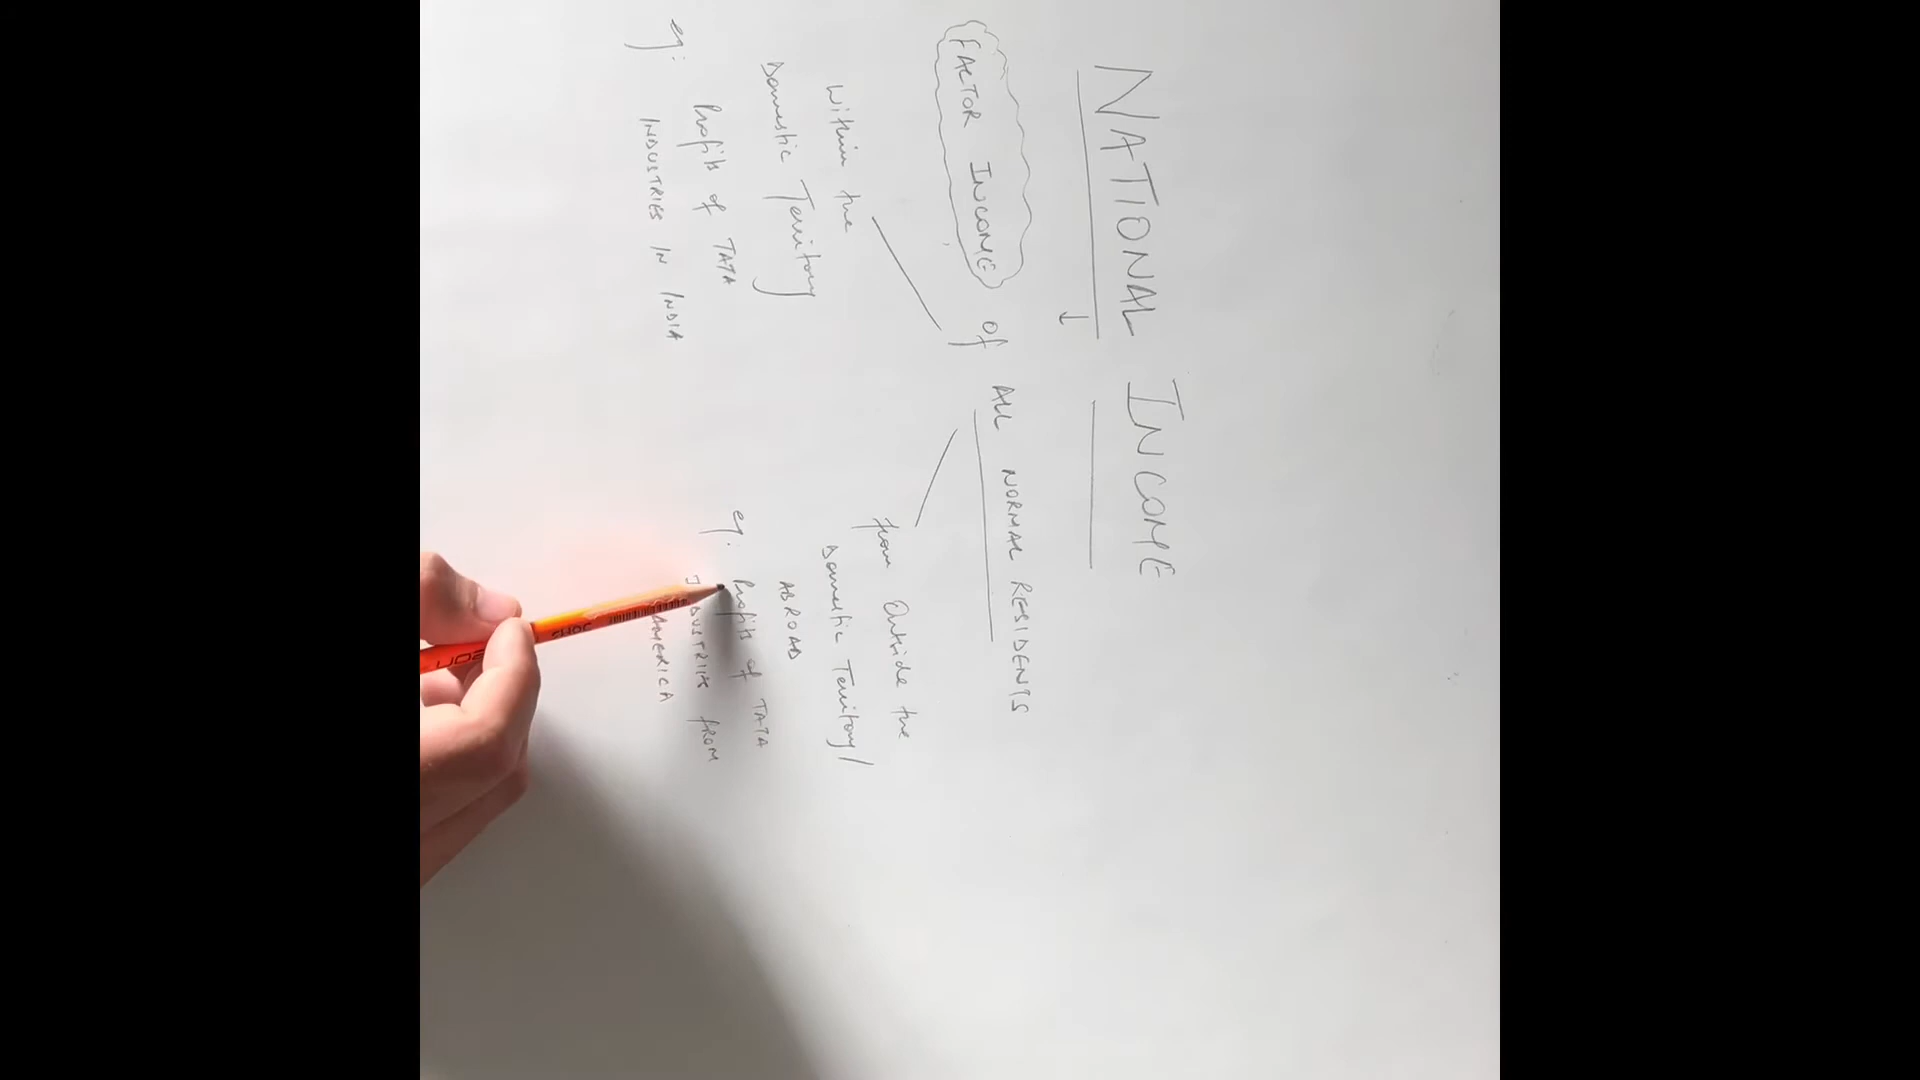 NATIONAL INCOME
↓
FACTOR INCOME of ALL NORMAL RESIDENTS
Within the
Domestic Territory
eg: Profits of TATA
INDUSTRIES IN INDIA
from Outside the
Domestic Territory/
ABROAD
eg: Profits of TATA
FROM
AMERICA